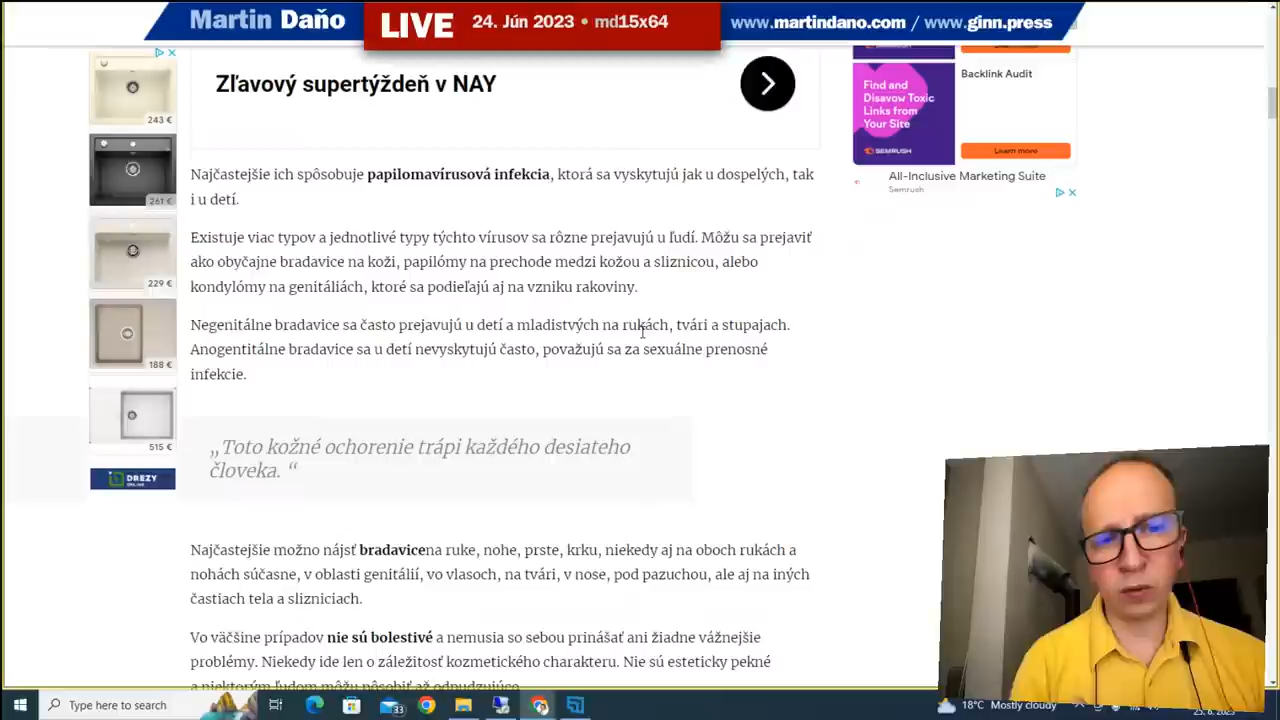 Martin Daňo
LIVE
24. Jún 2023 • md15x64
www.martindano.com / www.ginn.press
243 €
261 €
229 €
188 €
515 €
DREZY
Zľavový supertýždeň v NAY
Backlink Audit
Find and
Disavow Toxic
Links from
Your Site
SEMRUSH
Learn more
All-Inclusive Marketing Suite
Semrush
Najčastejšie ich spôsobuje papilomavírusová infekcia, ktorá sa vyskytujú jak u dospelých, tak
i u detí.
Existuje viac typov a jednotlivé typy týchto vírusov sa rôzne prejavujú u ľudí. Môžu sa prejaviť
ako obyčajne bradavice na koži, papilómy na prechode medzi kožou a sliznicou, alebo
kondylómy na genitáliách, ktoré sa podieľajú aj na vzniku rakoviny.
Negenitálne bradavice sa často prejavujú u detí a mladistvých na rukách, tvári a stupajach.
Anogentitálne bradavice sa u detí nevyskytujú často, považujú sa za sexuálne prenosné
infekcie.
„Toto kožné ochorenie trápi každého desiateho
človeka. “
Najčastejšie možno nájsť bradavicena ruke, nohe, prste, krku, niekedy aj na oboch rukách a
nohách súčasne, v oblasti genitálií, vo vlasoch, na tvári, v nose, pod pazuchou, ale aj na iných
častiach tela a slizniciach.
Vo väčšine prípadov nie sú bolestivé a nemusia so sebou prinášať ani žiadne vážnejšie
problémy. Niekedy ide len o záležitosť kozmetického charakteru. Nie sú esteticky pekné
a niektorým ľuďom môžu pôsobiť až odpudzujúco
Type here to search
33
18°C Mostly cloudy